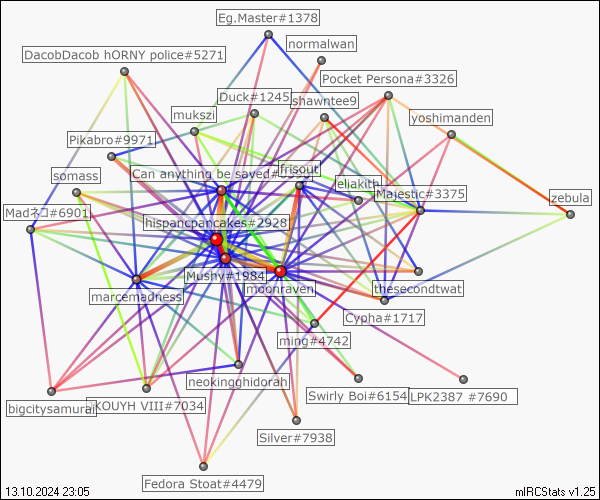 Eg.Master#1378
normalwan
DacobDacob hORNY police#5271
Pocket Persona#3326
Duck#1245
shawntee9
mukszi
yoshimanden
Pikabro#9971
frisout
Can anything be saved
somass
eliakith
Majestic#3375
zebula
Madネコ#6901
hispancpancakes#2928
Mushy#1984
moonraven
thesecondtwat
marcemadness
Cypha#1717
ming#4742
neokingghidorah
Swirly Boi#6154
LPK2387 #7690
bigcitysamurai
KOUYH VIII#7034
Silver#7938
Fedora Stoat#4479
13.10.2024 23:05
mIRCStats v1.25